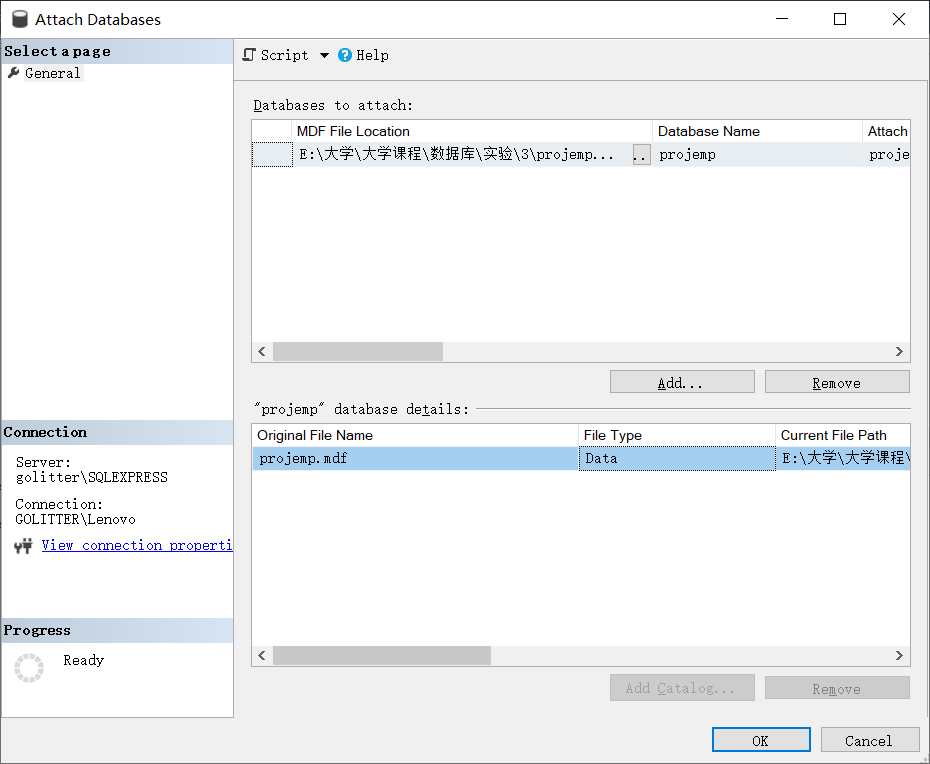 Attach Databases
Select a page
General
Script
Help
Databases to attach:
MDF File Location Database Name Attach
E:\大学\大学课程\数据库\实验\3\projemp... .. projemp proje
Add... Remove
"projemp" database details:
Original File Name File Type Current File Path
projemp.mdf Data E:\大学\大学课程\
Add Catalog... Remove
Connection
Server:
golitter\SQLEXPRESS
Connection:
GOLITTER\Lenovo
View connection properti
Progress
Ready
OK Cancel